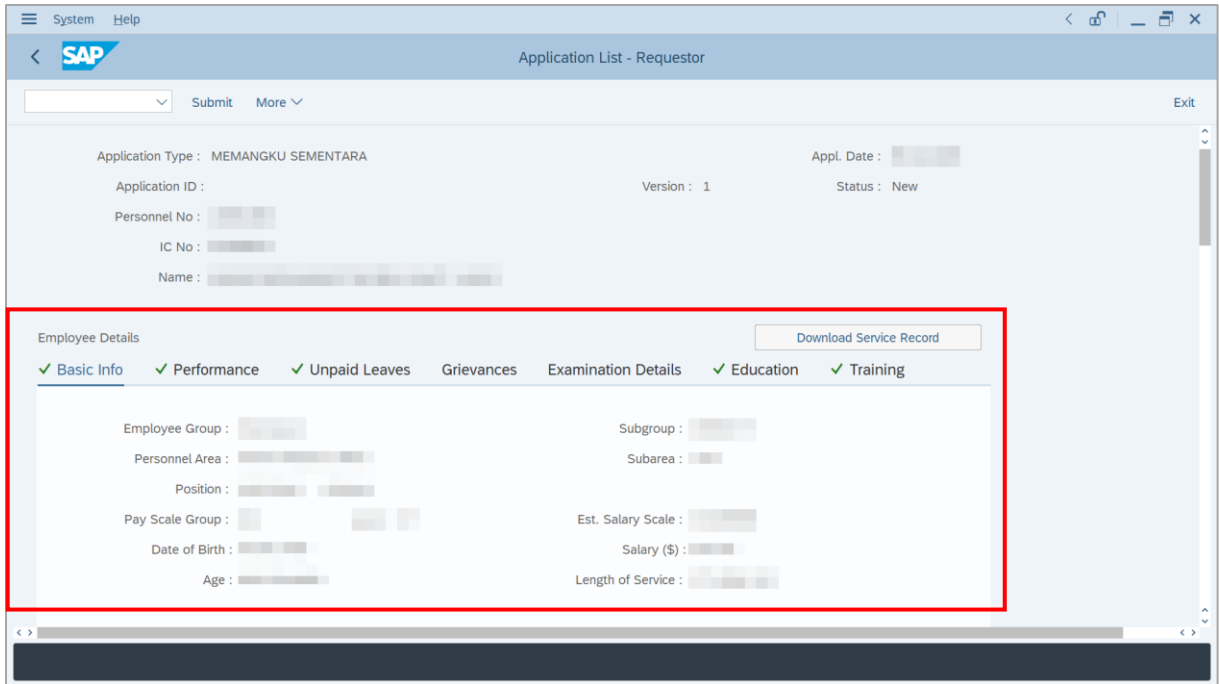 System Help
SAP
Application List - Requestor
Submit More Exit
Application Type : MEMANGKU SEMENTARA Appl. Date :
Application ID : Version : 1 Status : New
Personnel No :
IC No :
Name :
Employee Details Download Service Record
Basic Info Performance Unpaid Leaves Grievances Examination Details Education Training
Employee Group : Subgroup :
Personnel Area : Subarea :
Position :
Pay Scale Group : Est. Salary Scale :
Date of Birth : Salary ($) :
Age : Length of Service :